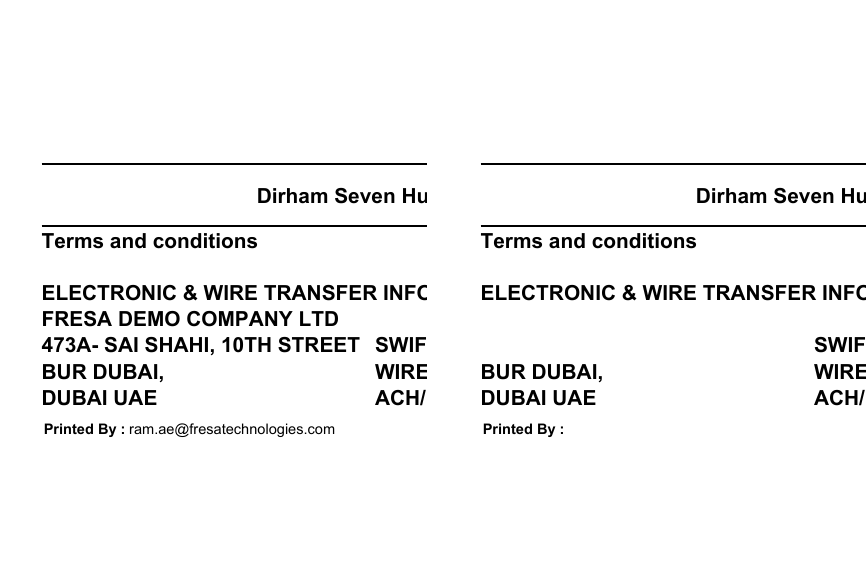 Dirham Seven Hu
Terms and conditions
ELECTRONIC & WIRE TRANSFER INFO
FRESA DEMO COMPANY LTD
473A- SAI SHAHI, 10TH STREET SWIF
BUR DUBAI, WIRE
DUBAI UAE ACH/
Printed By : ram.ae@fresatechnologies.com
Dirham Seven Hu
Terms and conditions
ELECTRONIC & WIRE TRANSFER INFO
SWIF
BUR DUBAI, WIRE
DUBAI UAE ACH/
Printed By :